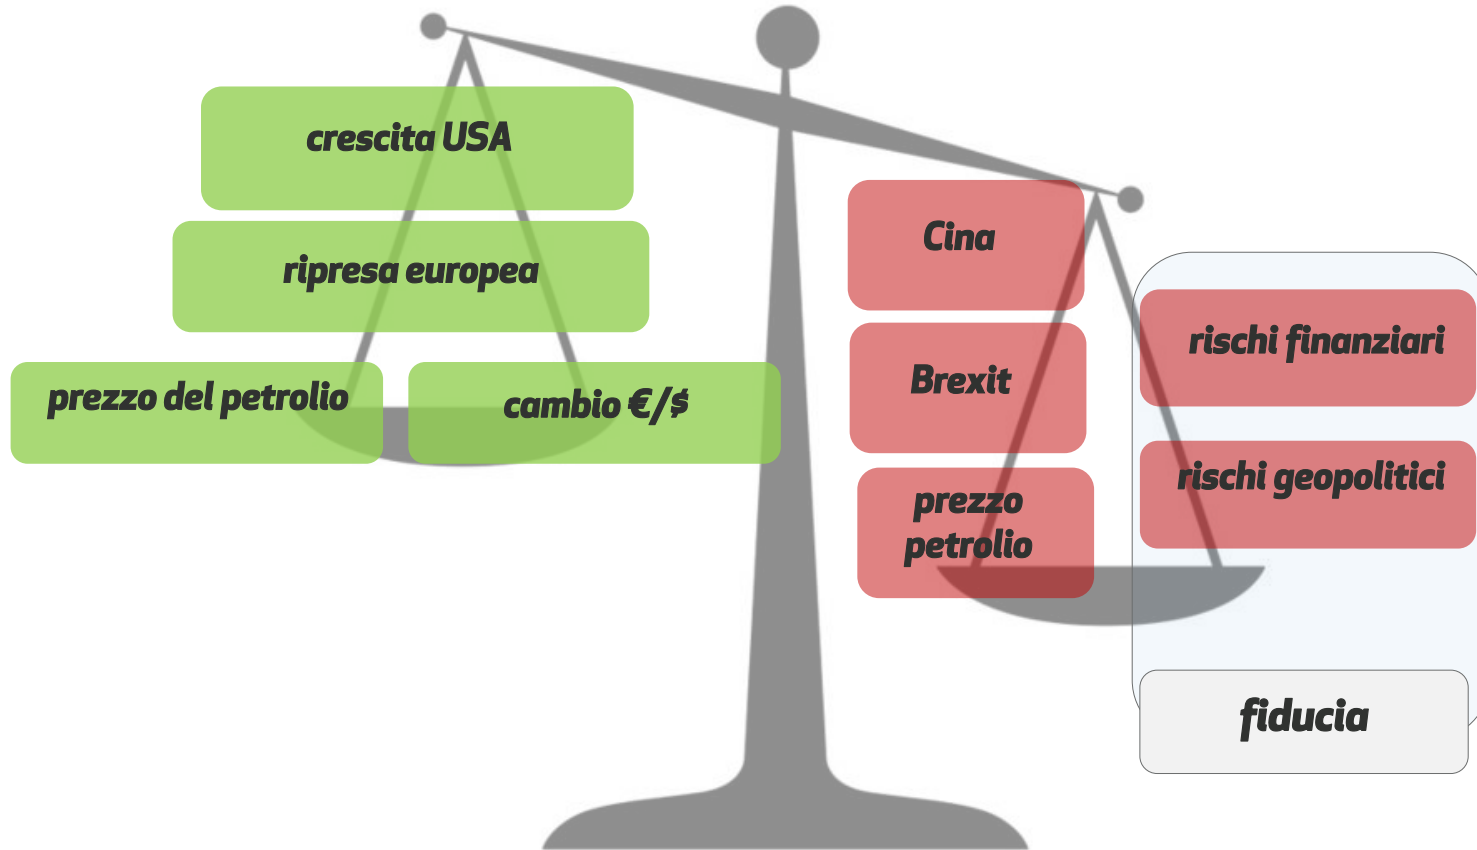 crescita USA
ripresa europea
prezzo del petrolio
cambio €/$
Cina
Brexit
prezzo
petrolio
rischi finanziari
rischi geopolitici
fiducia